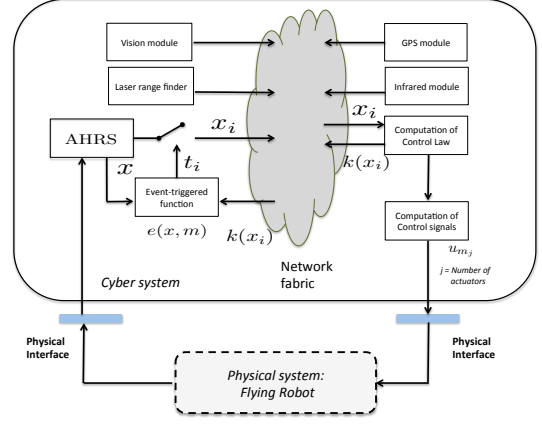 Vision module
GPS module
Laser range finder
Infrared module
AHRS
x_i
x_i
Computation of
Control Law
x
t_i
k(x_i)
Event-triggered
function
e(x, m)
k(x_i)
Computation of
Control signals
u_{m_j}
j = Number of
actuators
Network
fabric
Cyber system
Physical
Interface
Physical
Interface
Physical system:
Flying Robot